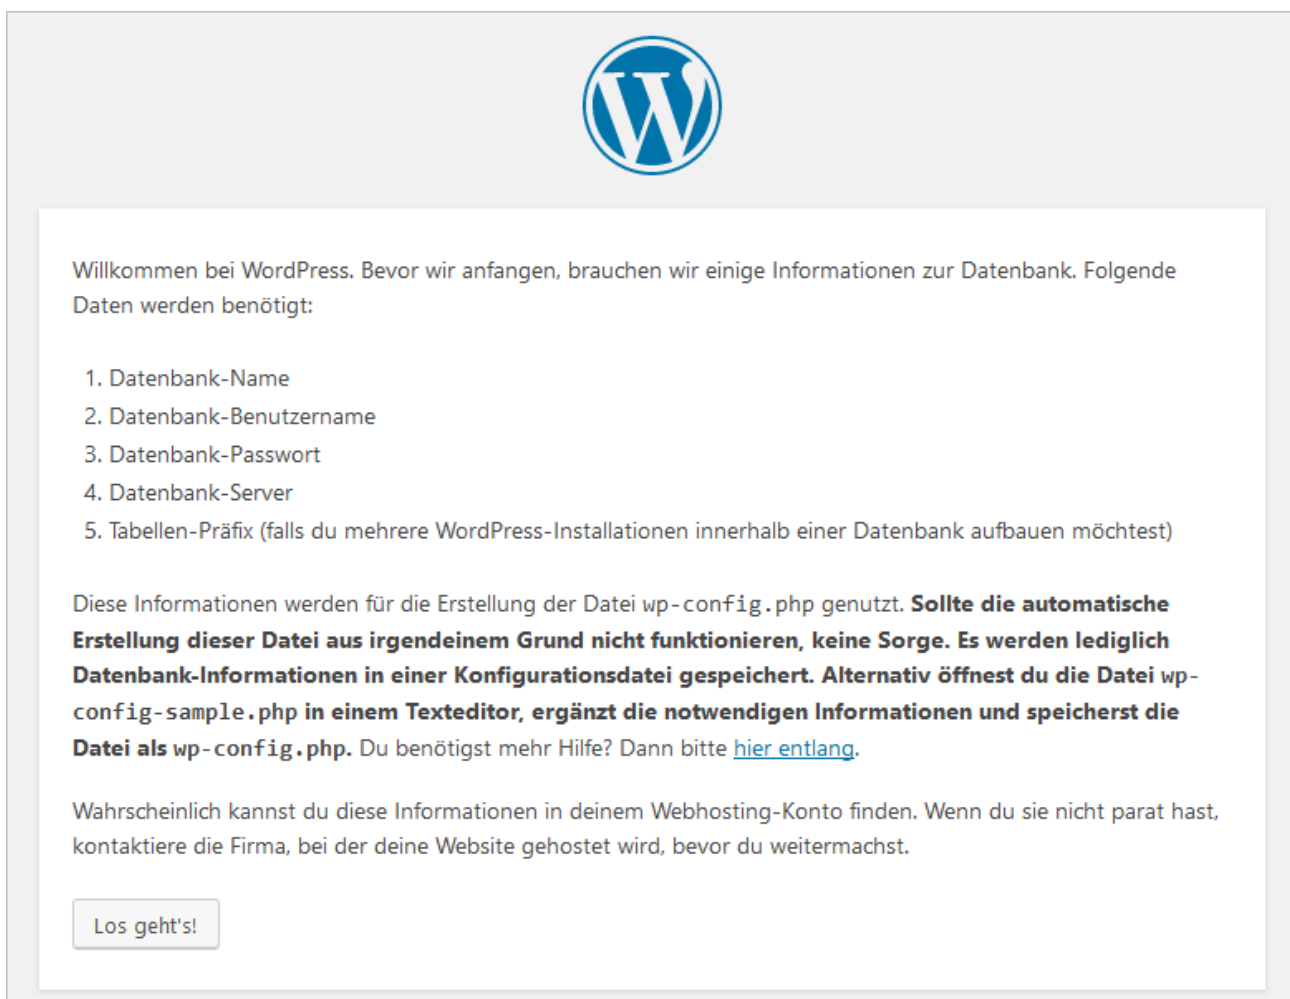 Willkommen bei WordPress. Bevor wir anfangen, brauchen wir einige Informationen zur Datenbank. Folgende
Daten werden benötigt:
1. Datenbank-Name
2. Datenbank-Benutzername
3. Datenbank-Passwort
4. Datenbank-Server
5. Tabellen-Präfix (falls du mehrere WordPress-Installationen innerhalb einer Datenbank aufbauen möchtest)
Diese Informationen werden für die Erstellung der Datei wp-config.php genutzt. Sollte die automatische
Erstellung dieser Datei aus irgendeinem Grund nicht funktionieren, keine Sorge. Es werden lediglich
Datenbank-Informationen in einer Konfigurationsdatei gespeichert. Alternativ öffnest du die Datei wp-
config-sample.php in einem Texteditor, ergänzt die notwendigen Informationen und speicherst die
Datei als wp-config.php. Du benötigst mehr Hilfe? Dann bitte hier entlang.
Wahrscheinlich kannst du diese Informationen in deinem Webhosting-Konto finden. Wenn du sie nicht parat hast,
kontaktiere die Firma, bei der deine Website gehostet wird, bevor du weitermachst.
Los geht's!